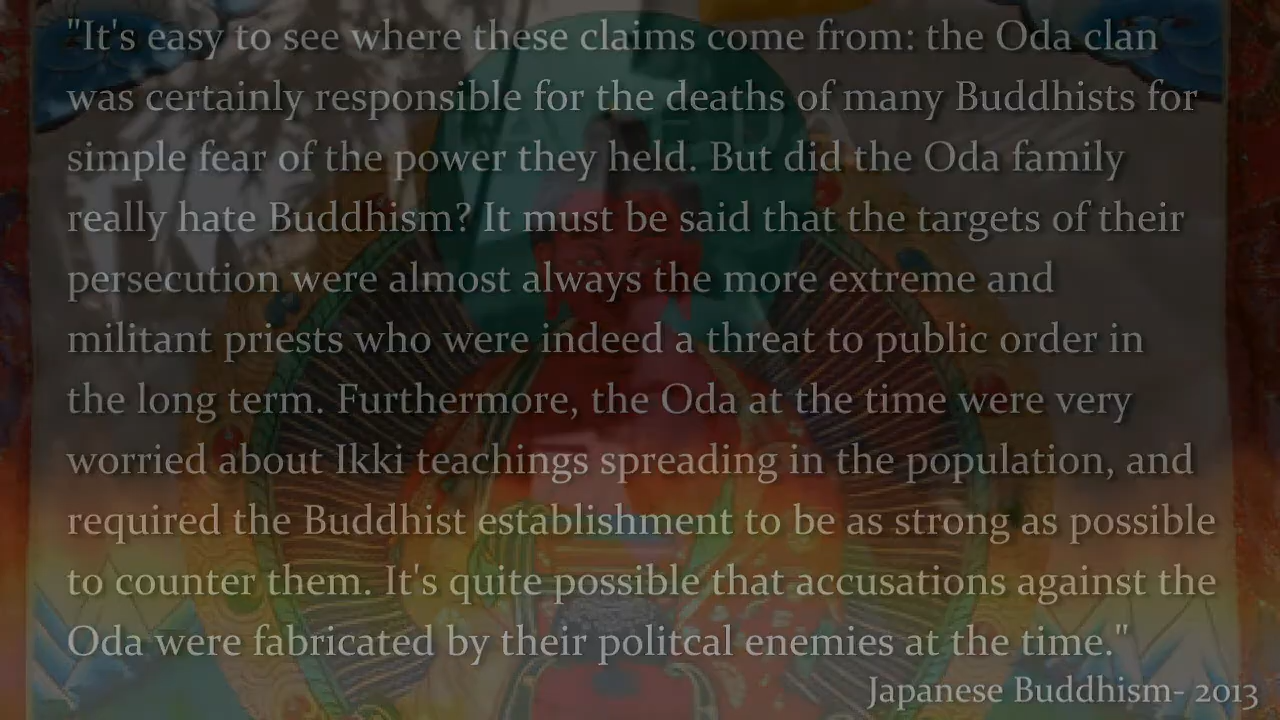 "It's easy to see where these claims come from: the Oda clan
was certainly responsible for the deaths of many Buddhists for
simple fear of the power they held. But did the Oda family
really hate Buddhism? It must be said that the targets of their
persecution were almost always the more extreme and
militant priests who were indeed a threat to public order in
the long term. Furthermore, the Oda at the time were very
worried about Ikki teachings spreading in the population, and
required the Buddhist establishment to be as strong as possible
to counter them. It's quite possible that accusations against the
Oda were fabricated by their politcal enemies at the time."
Japanese Buddhism- 2013